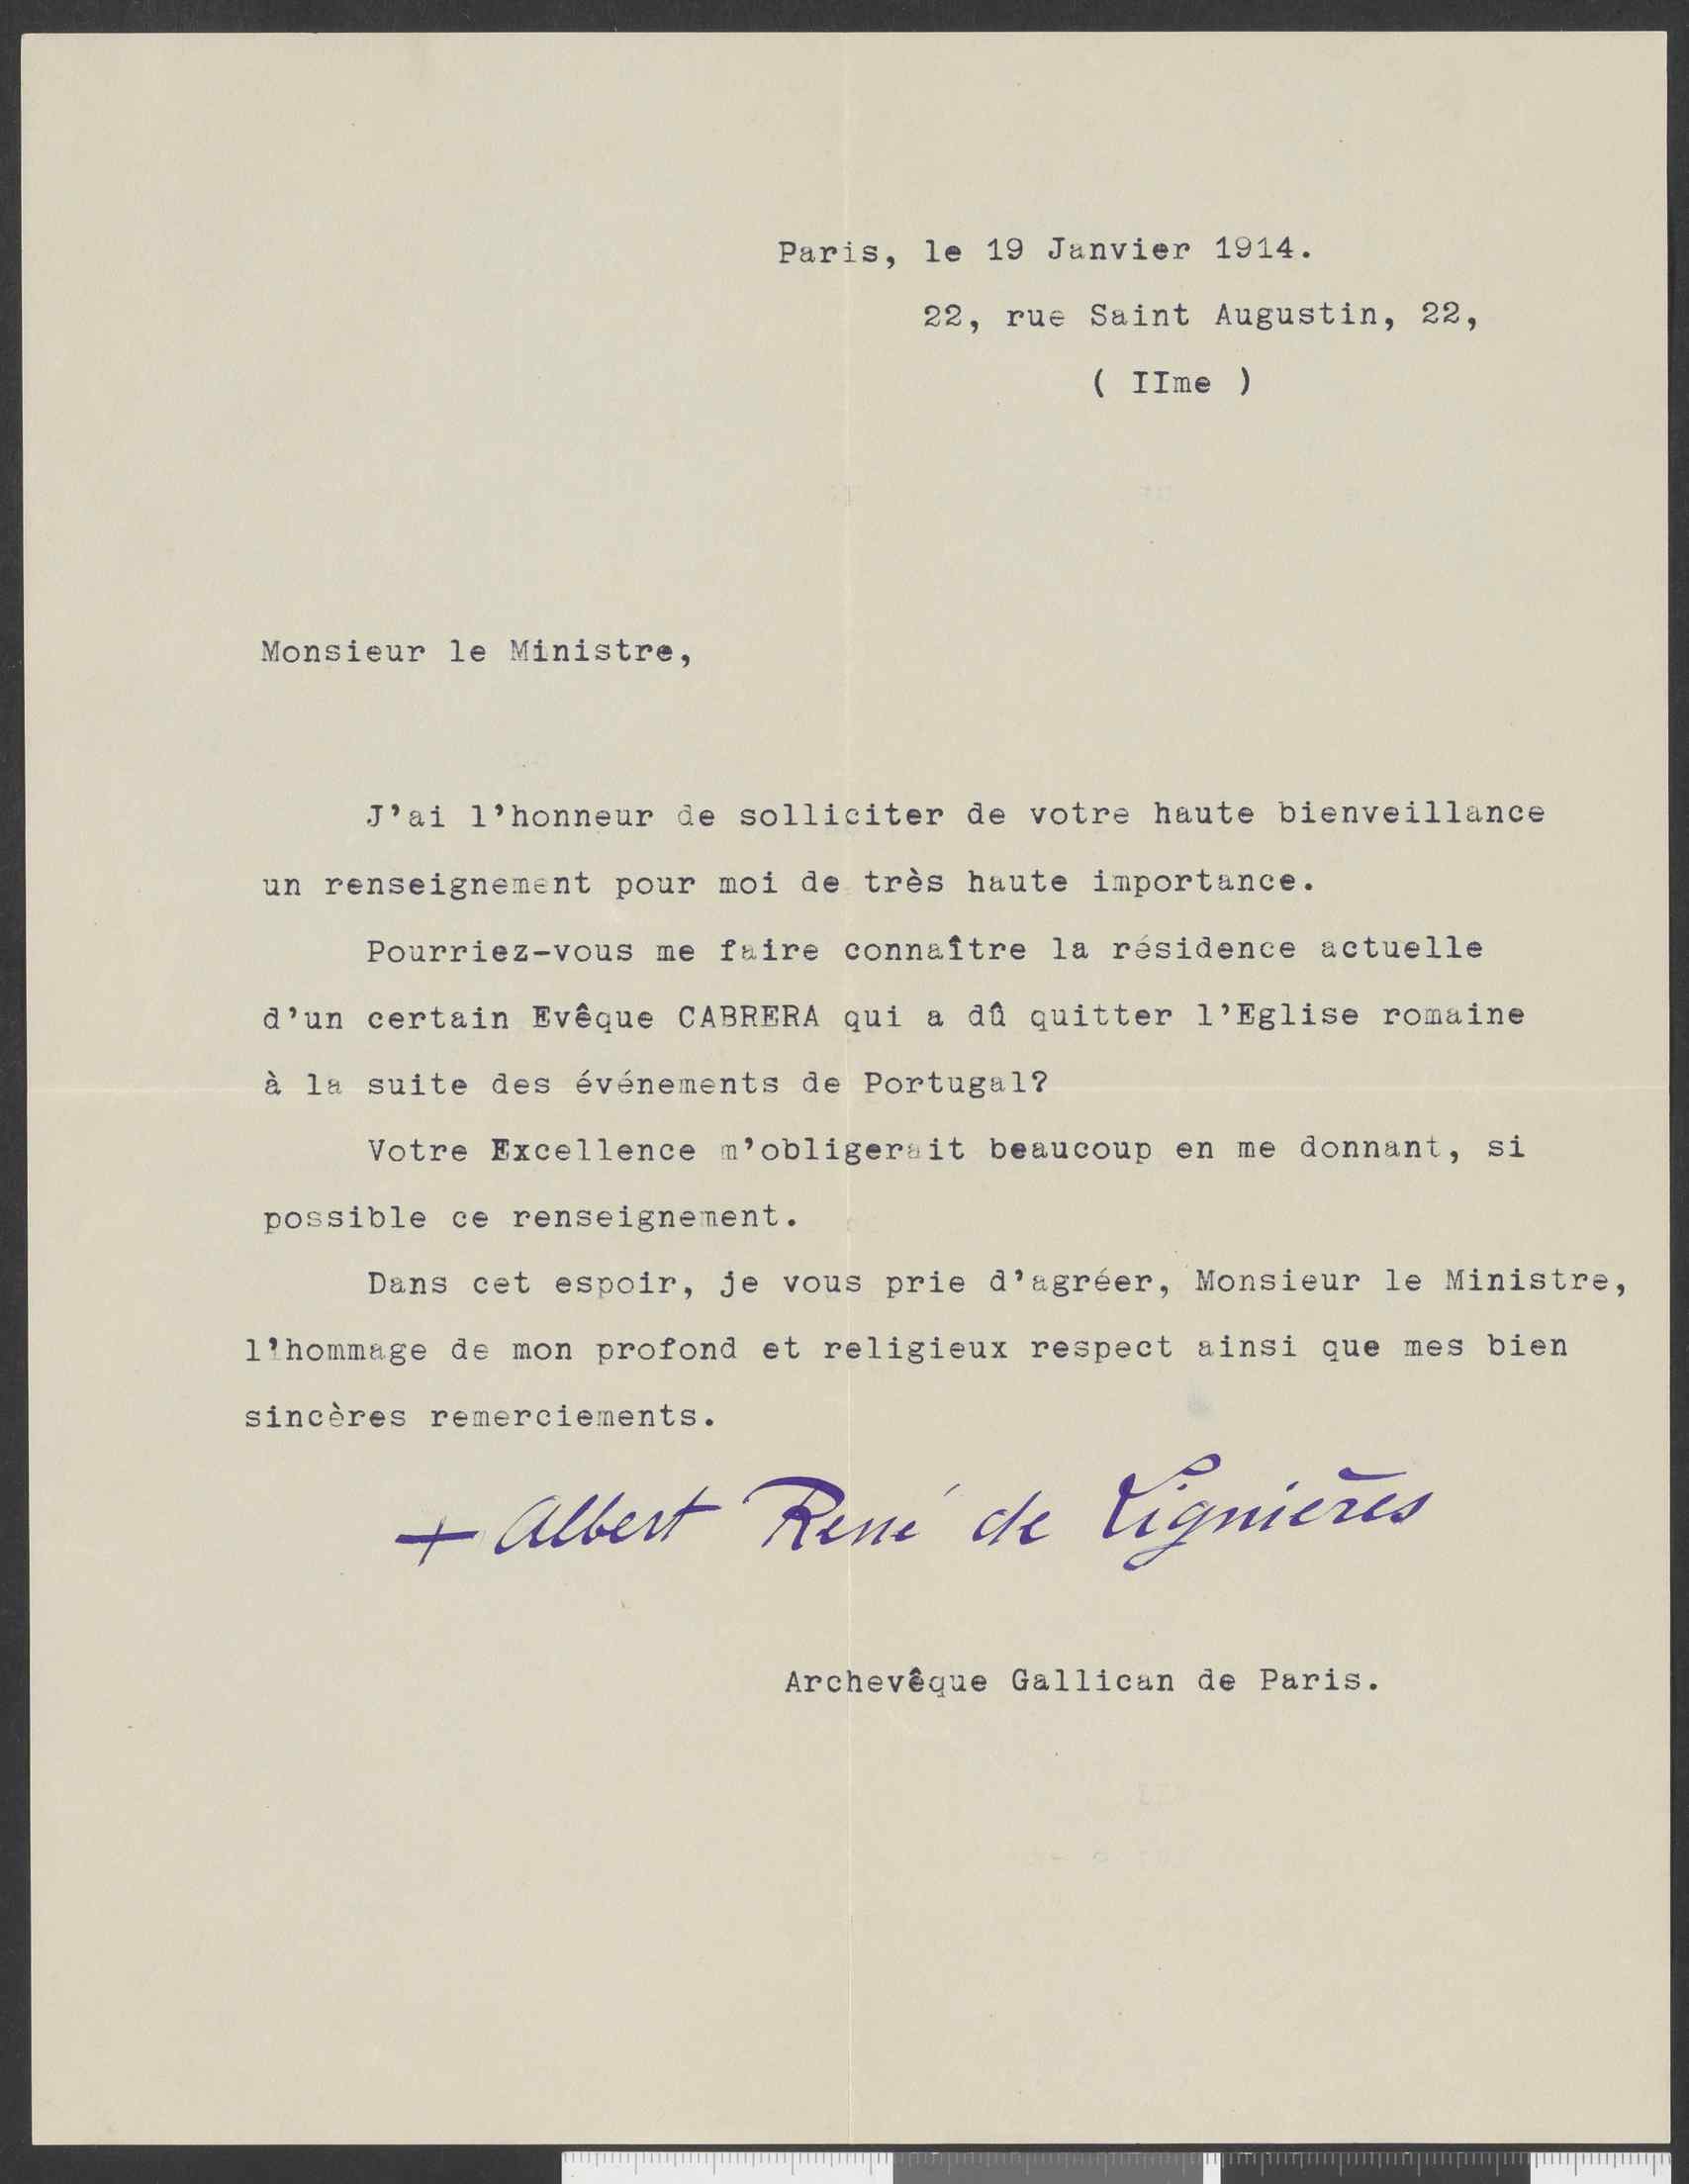 Paris, le 19 Janvier 1914.
22, rue Saint Augustin, 22,
( IIme )
Monsieur le Ministre,
J'ai l'honneur de solliciter de votre haute bienveillance
un renseignement pour moi de très haute importance.
Pourriez-vous me faire connaître la résidence actuelle
d'un certain Evêque CABRERA qui a dû quitter l'Eglise romaine
à la suite des événements de Portugal?
Votre Excellence m'obligerait beaucoup en me donnant, si
possible ce renseignement.
Dans cet espoir, je vous prie d'agréer, Monsieur le Ministre,
l'hommage de mon profond et religieux respect ainsi que mes bien
sincères remerciements.
+ Albert René de Lignières
Archevêque Gallican de Paris.